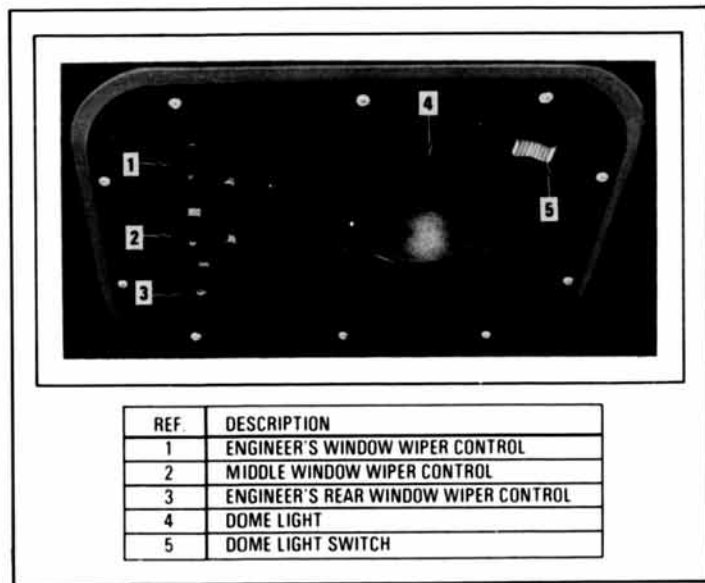 4
1
5
2
3
REF. DESCRIPTION
1 ENGINEER'S WINDOW WIPER CONTROL
2 MIDDLE WINDOW WIPER CONTROL
3 ENGINEER'S REAR WINDOW WIPER CONTROL
4 DOME LIGHT
5 DOME LIGHT SWITCH